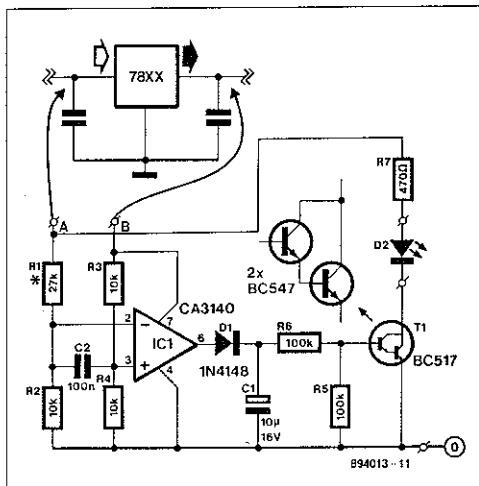 78XX
A
B
R7
470Ω
R1
*
27k
R3
10k
2x
BC547
D2
CA3140
2
7
IC1
6
3
4
D1
1N4148
R6
100k
T1
BC517
C2
100n
R2
10k
R4
10k
C1
10µ
16V
R5
100k
0
894013-11